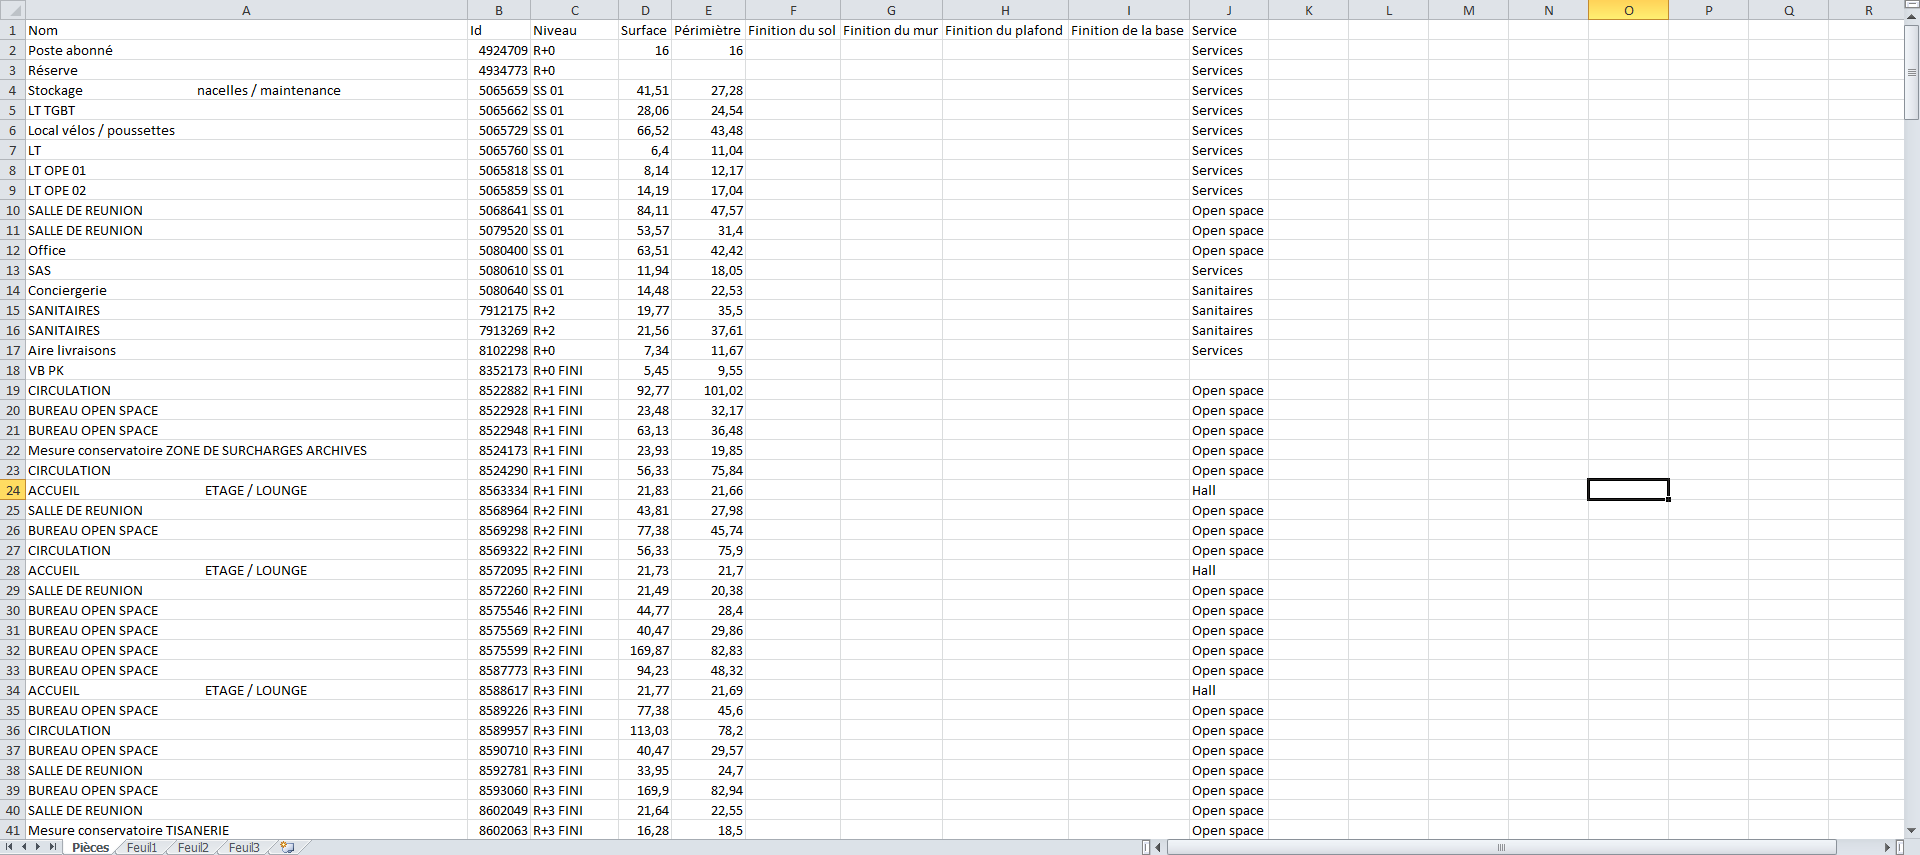 A B C D E F G H I J K L M N O P Q R
1 Nom Id Niveau Surface Périmiètre Finition du sol Finition du mur Finition du plafond Finition de la base Service
2 Poste abonné 4924709 R+0 16 16 Services
3 Réserve 4934773 R+0 Services
4 Stockage nacelles / maintenance 5065659 SS 01 41,51 27,28 Services
5 LT TGBT 5065662 SS 01 28,06 24,54 Services
6 Local vélos / poussettes 5065729 SS 01 66,52 43,48 Services
7 LT 5065760 SS 01 6,4 11,04 Services
8 LT OPE 01 5065818 SS 01 8,14 12,17 Services
9 LT OPE 02 5065859 SS 01 14,19 17,04 Services
10 SALLE DE REUNION 5068641 SS 01 84,11 47,57 Open space
11 SALLE DE REUNION 5079520 SS 01 53,57 31,4 Open space
12 Office 5080400 SS 01 63,51 42,42 Open space
13 SAS 5080610 SS 01 11,94 18,05 Services
14 Conciergerie 5080640 SS 01 14,48 22,53 Sanitaires
15 SANITAIRES 7912175 R+2 19,77 35,5 Sanitaires
16 SANITAIRES 7913269 R+2 21,56 37,61 Sanitaires
17 Aire livraisons 8102298 R+0 7,34 11,67 Services
18 VB PK 8352173 R+0 FINI 5,45 9,55
19 CIRCULATION 8522882 R+1 FINI 92,77 101,02 Open space
20 BUREAU OPEN SPACE 8522928 R+1 FINI 23,48 32,17 Open space
21 BUREAU OPEN SPACE 8522948 R+1 FINI 63,13 36,48 Open space
22 Mesure conservatoire ZONE DE SURCHARGES ARCHIVES 8524173 R+1 FINI 23,93 19,85 Open space
23 CIRCULATION 8524290 R+1 FINI 56,33 75,84 Open space
24 ACCUEIL ETAGE / LOUNGE 8563334 R+1 FINI 21,83 21,66 Hall
25 SALLE DE REUNION 8568964 R+2 FINI 43,81 27,98 Open space
26 BUREAU OPEN SPACE 8569298 R+2 FINI 77,38 45,74 Open space
27 CIRCULATION 8569322 R+2 FINI 56,33 75,9 Open space
28 ACCUEIL ETAGE / LOUNGE 8572095 R+2 FINI 21,73 21,7 Hall
29 SALLE DE REUNION 8572260 R+2 FINI 21,49 20,38 Open space
30 BUREAU OPEN SPACE 8575546 R+2 FINI 44,77 28,4 Open space
31 BUREAU OPEN SPACE 8575569 R+2 FINI 40,47 29,86 Open space
32 BUREAU OPEN SPACE 8575599 R+2 FINI 169,87 82,83 Open space
33 BUREAU OPEN SPACE 8587773 R+3 FINI 94,23 48,32 Open space
34 ACCUEIL ETAGE / LOUNGE 8588617 R+3 FINI 21,77 21,69 Hall
35 BUREAU OPEN SPACE 8589226 R+3 FINI 77,38 45,6 Open space
36 CIRCULATION 8589957 R+3 FINI 113,03 78,2 Open space
37 BUREAU OPEN SPACE 8590710 R+3 FINI 40,47 29,57 Open space
38 SALLE DE REUNION 8592781 R+3 FINI 33,95 24,7 Open space
39 BUREAU OPEN SPACE 8593060 R+3 FINI 169,9 82,94 Open space
40 SALLE DE REUNION 8602049 R+3 FINI 21,64 22,55 Open space
41 Mesure conservatoire TISANERIE 8602063 R+3 FINI 16,28 18,5 Open space
Pièces Feuil1 Feuil2 Feuil3